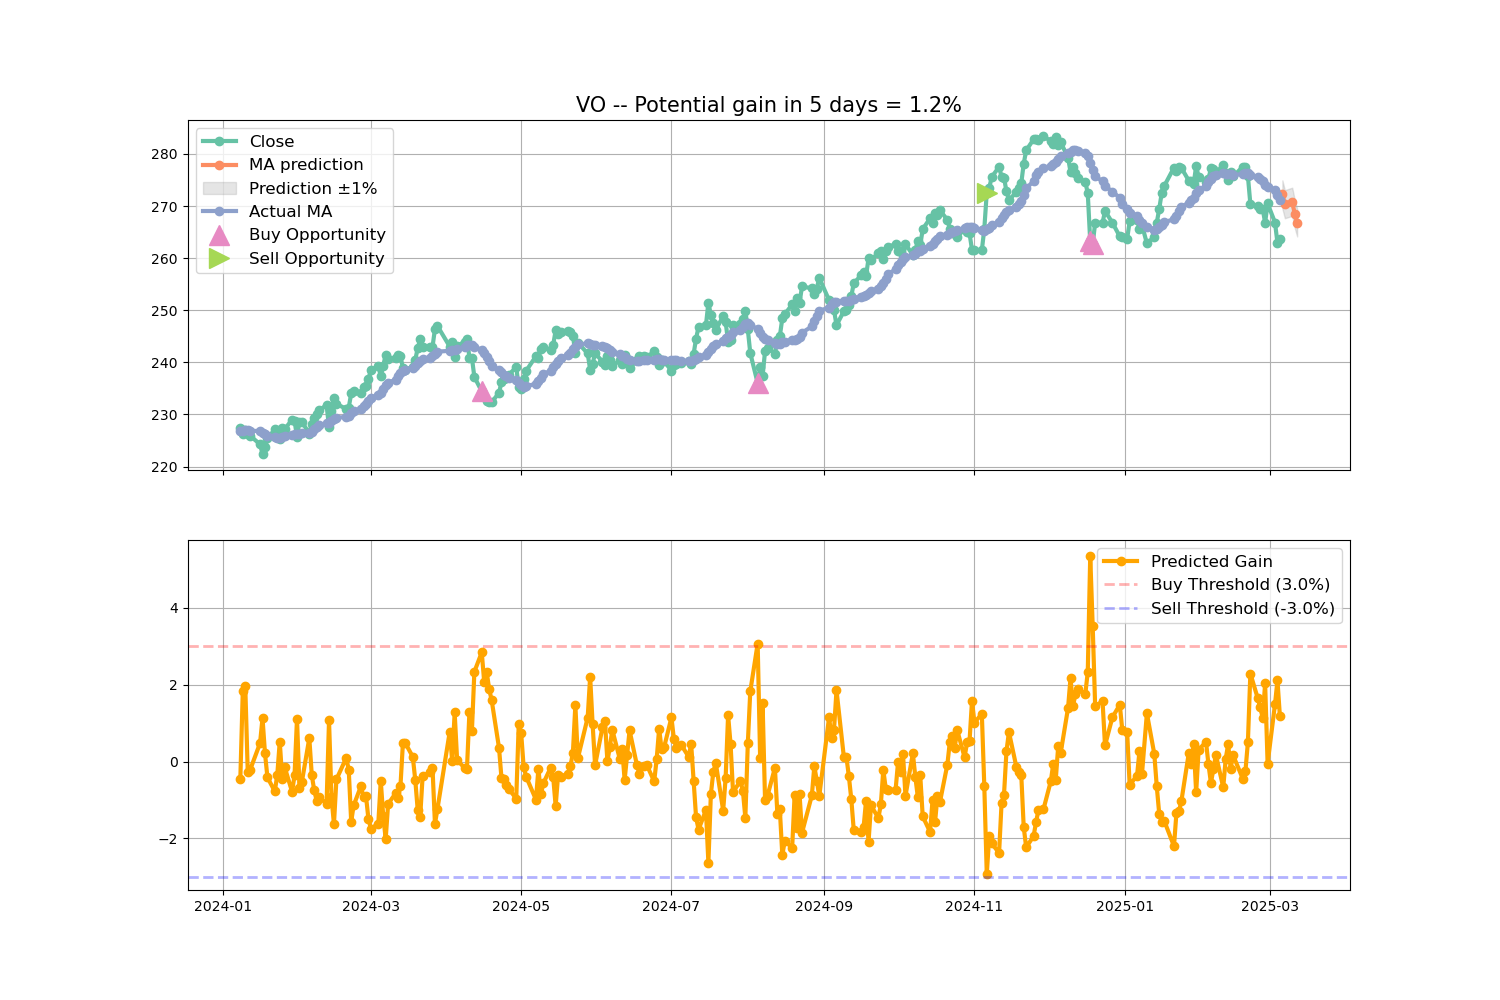 VO -- Potential gain in 5 days = 1.2%
Close
MA prediction
Prediction ±1%
Actual MA
Buy Opportunity
Sell Opportunity
280
270
260
250
240
230
220
Predicted Gain
Buy Threshold (3.0%)
Sell Threshold (-3.0%)
4
2
0
−2
2024-01 2024-03 2024-05 2024-07 2024-09 2024-11 2025-01 2025-03